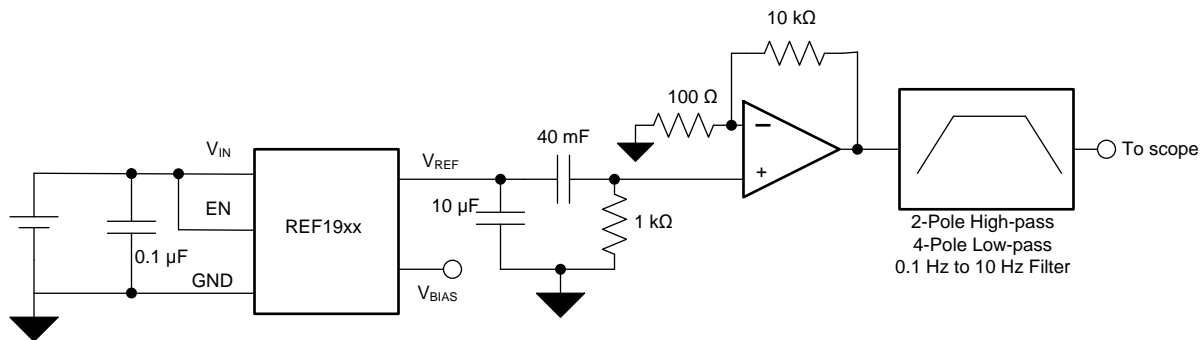 10 kΩ
100 Ω
−
+
40 mF
To scope
V_IN
V_REF
EN
REF19xx
10 µF
1 kΩ
0.1 µF
GND
V_BIAS
2-Pole High-pass
4-Pole Low-pass
0.1 Hz to 10 Hz Filter